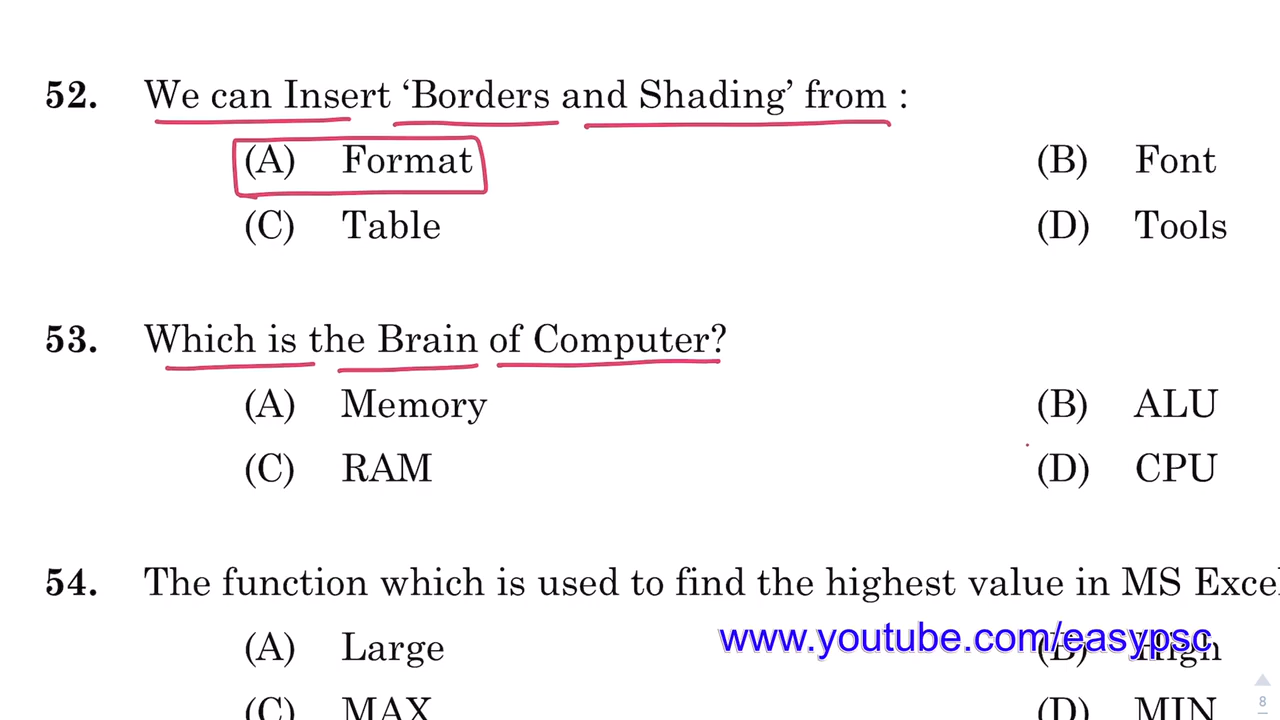 52. We can Insert ‘Borders and Shading’ from :
(A) Format (B) Font
(C) Table (D) Tools
53. Which is the Brain of Computer?
(A) Memory (B) ALU
(C) RAM (D) CPU
54. The function which is used to find the highest value in MS Excel
www.youtube.com/easypsc
(A) Large (B) High
(C) MAX (D) MIN
8